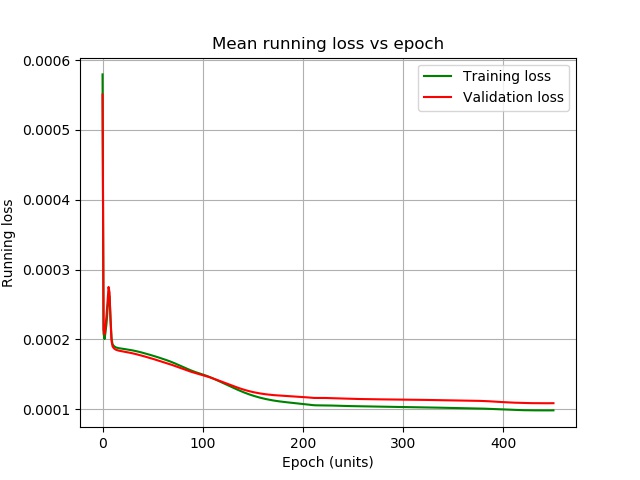 Mean running loss vs epoch
0.0006
0.0005
0.0004
0.0003
0.0002
0.0001
Running loss
Training loss
Validation loss
0
100
200
300
400
Epoch (units)